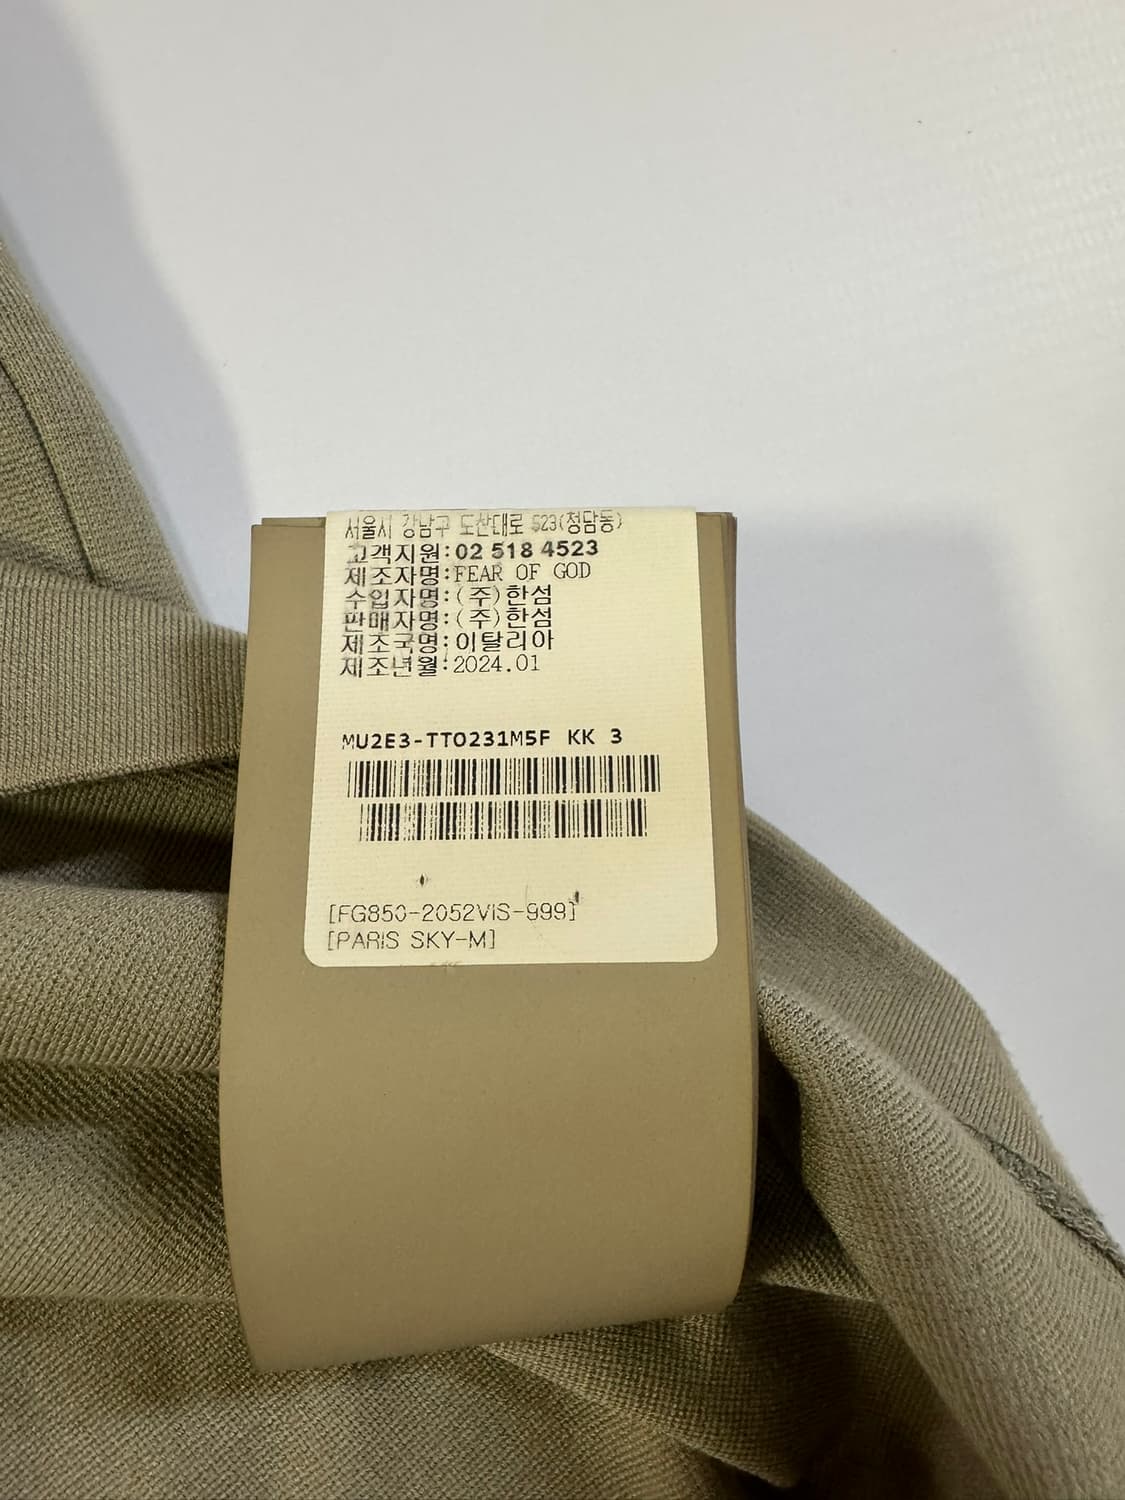 서울시 강남구 도산대로 523(청담동)
고객지원:02 518 4523
제조자명:FEAR OF GOD
수입자명:(주)한섬
판매자명:(주)한섬
제조국명:이탈리아
제조년월:2024.01
MU2E3-TTO231M5F KK 3
[FG850-2052VIS-999]
[PARIS SKY-M]